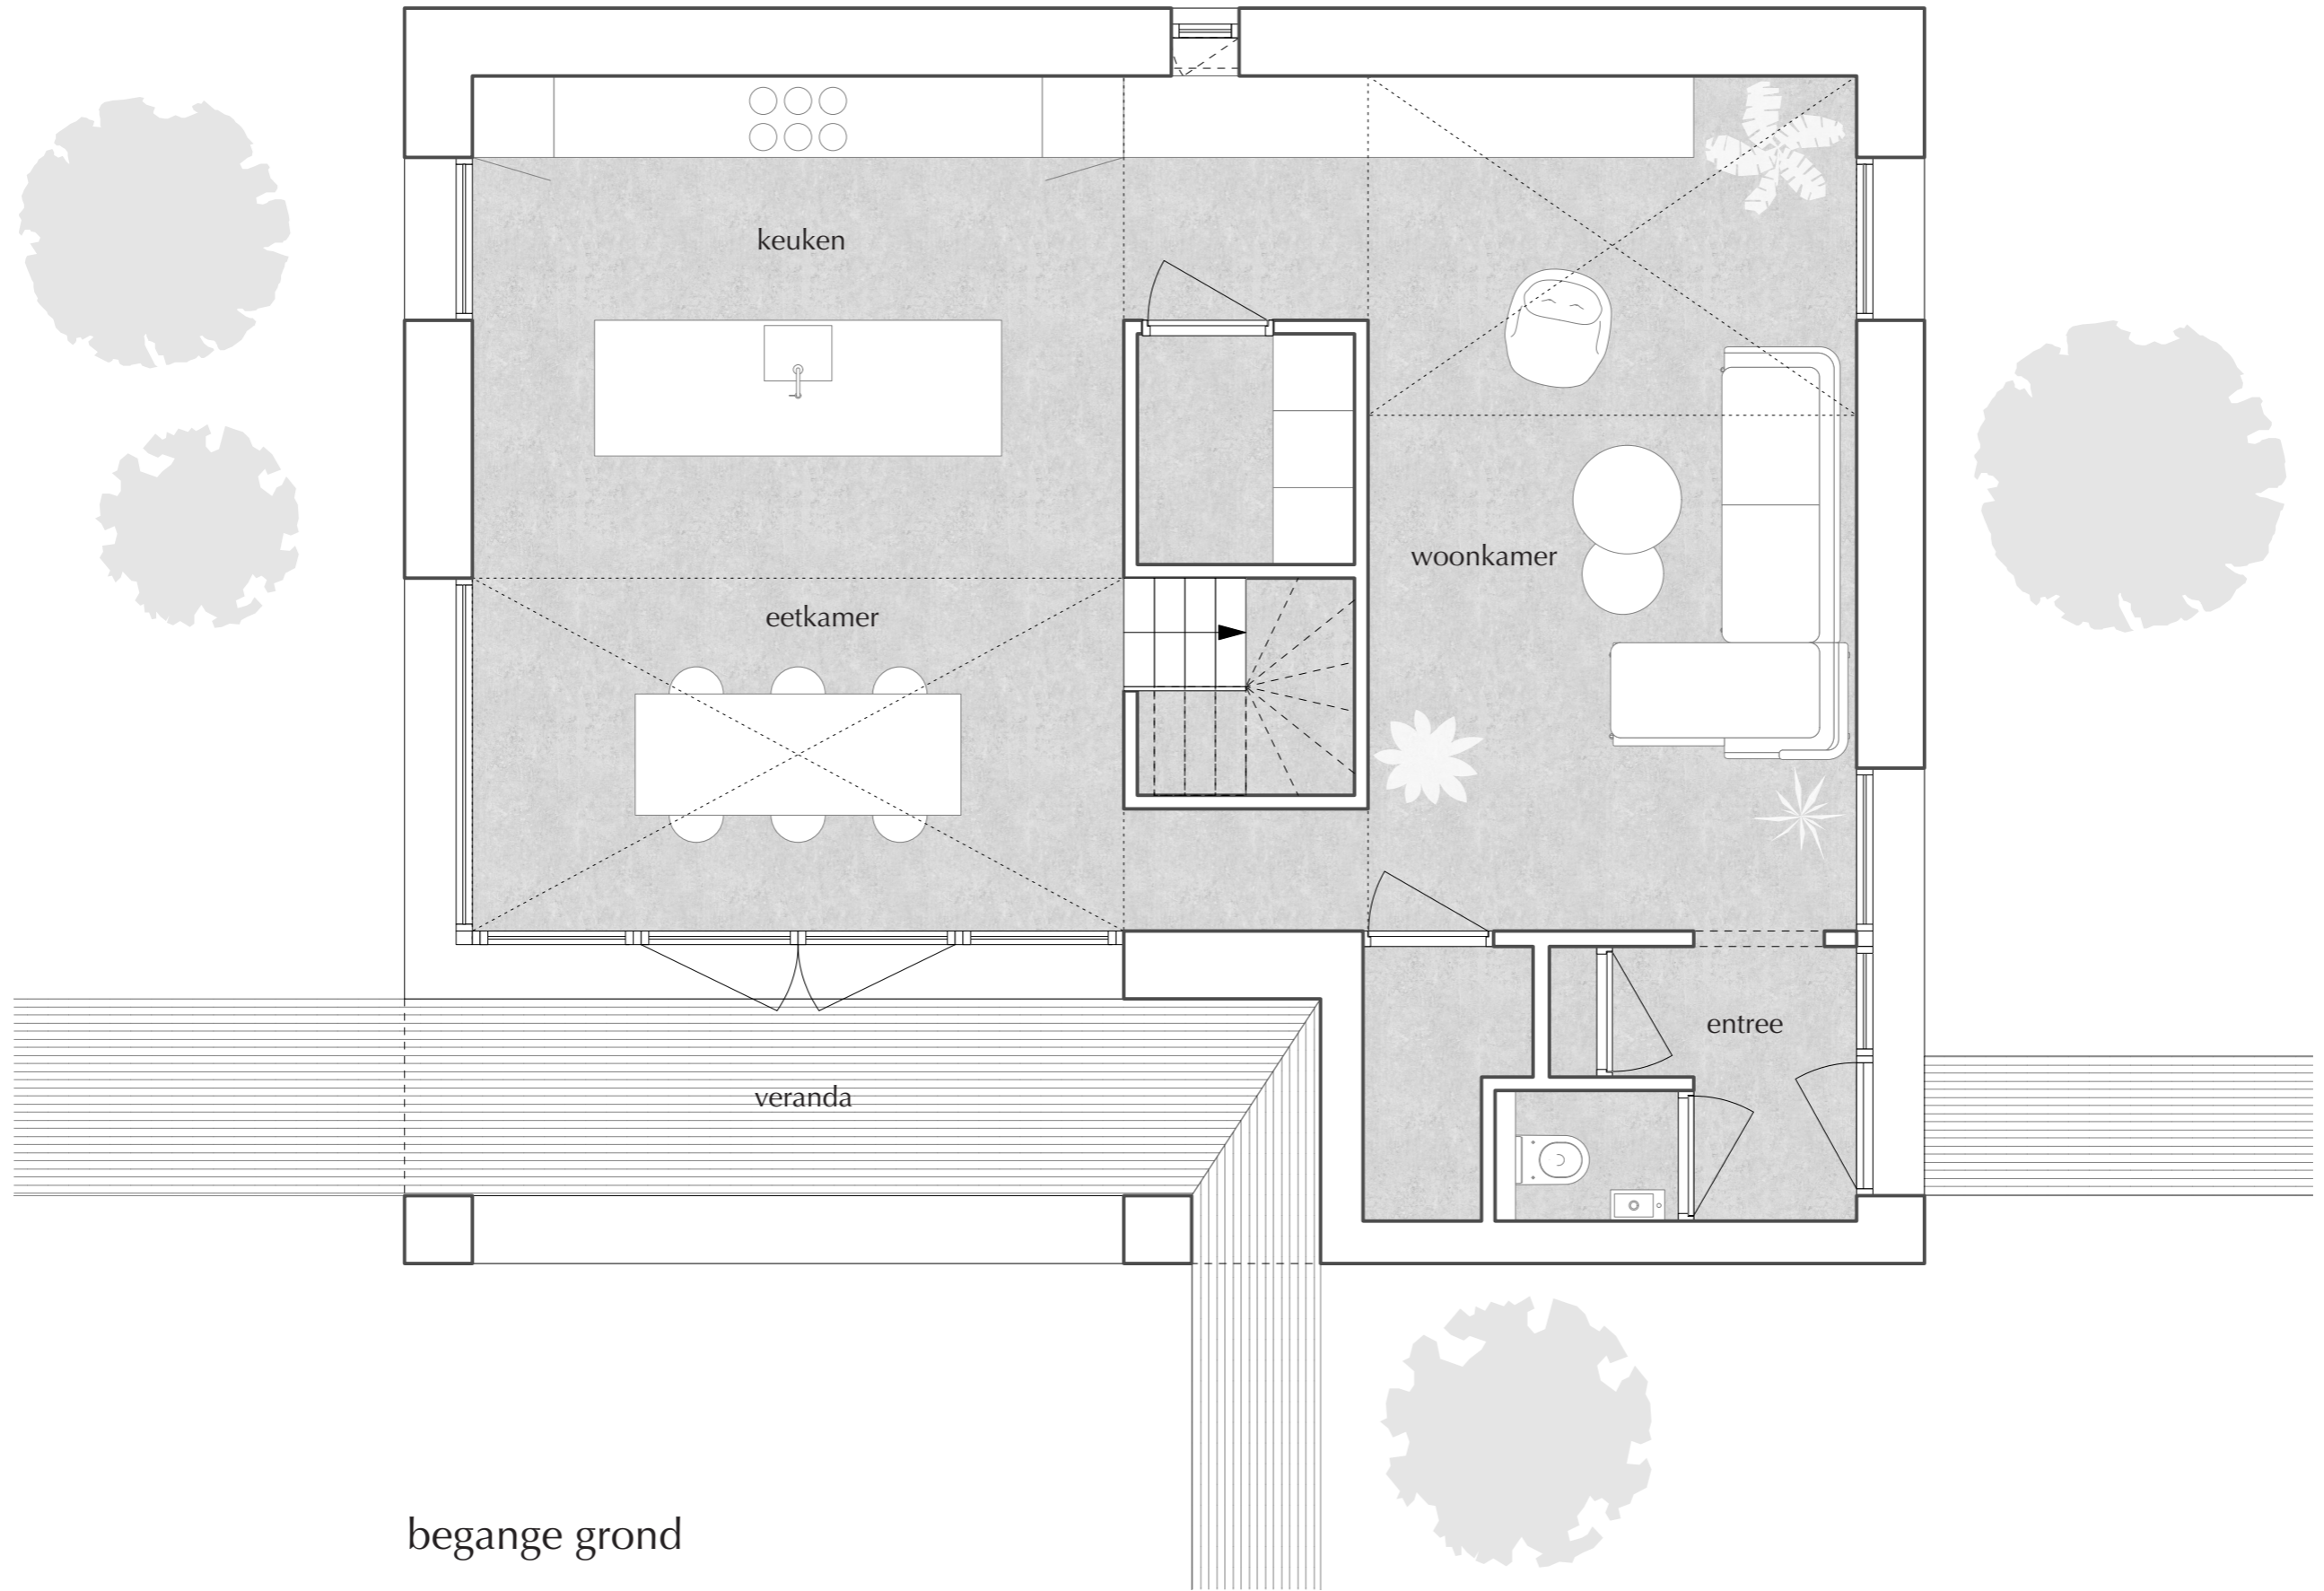 keuken
woonkamer
eetkamer
entree
veranda
begange grond